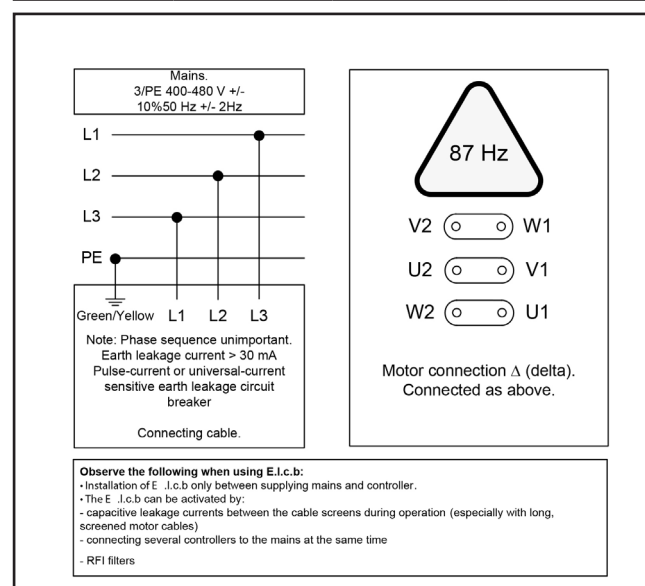 Mains.
3/PE 400-480 V +/-
10%50 Hz +/- 2Hz
L1
L2
L3
PE
Green/Yellow L1 L2 L3
Note: Phase sequence unimportant.
Earth leakage current > 30 mA
Pulse-current or universal-current
sensitive earth leakage circuit
breaker
Connecting cable.
87 Hz
V2 W1
U2 V1
W2 U1
Motor connection Δ (delta).
Connected as above.
Observe the following when using E.l.c.b:
• Installation of E .l.c.b only between supplying mains and controller.
• The E .l.c.b can be activated by:
- capacitive leakage currents between the cable screens during operation (especially with long,
screened motor cables)
- connecting several controllers to the mains at the same time
- RFI filters